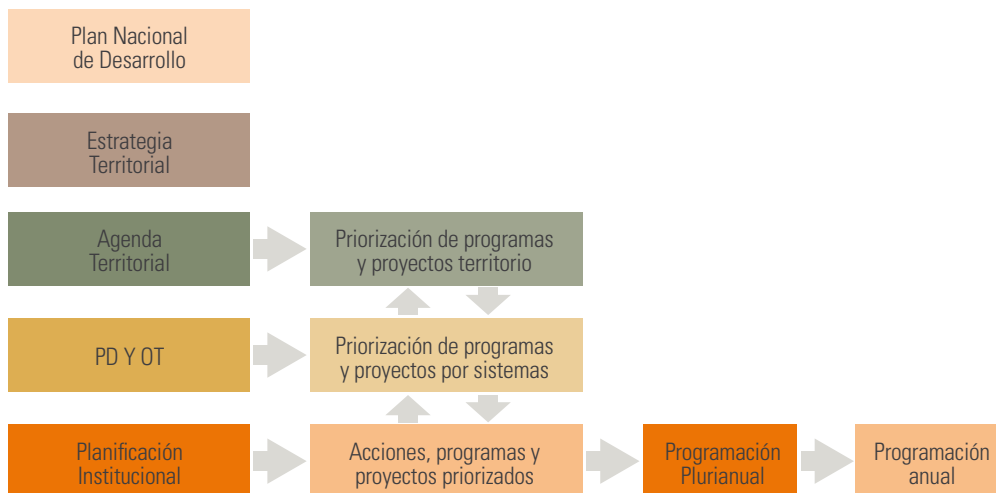 Plan Nacional
de Desarrollo
Estrategia
Territorial
Agenda
Territorial
Priorización de programas
y proyectos territorio
PD Y OT
Priorización de programas
y proyectos por sistemas
Planificación
Institucional
Acciones, programas y
proyectos priorizados
Programación
Plurianual
Programación
anual